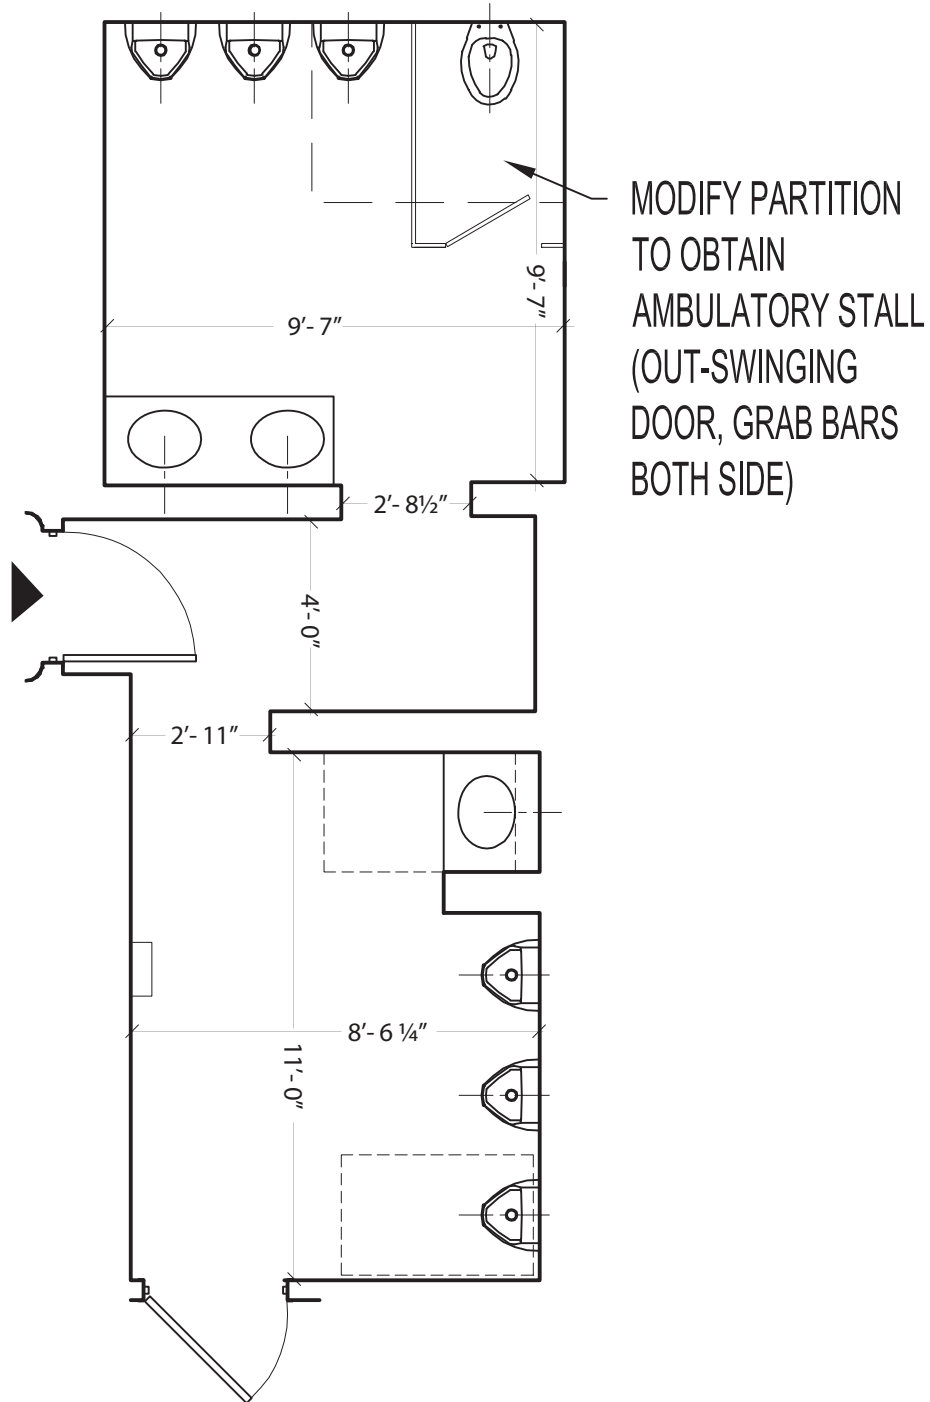 MODIFY PARTITION
TO OBTAIN
AMBULATORY STALL
(OUT-SWINGING
DOOR, GRAB BARS
BOTH SIDE)
9’- 7”
9’- 7”
2’- 8½”
4’- 0”
2’- 11”
8’- 6 ¼”
11’- 0”